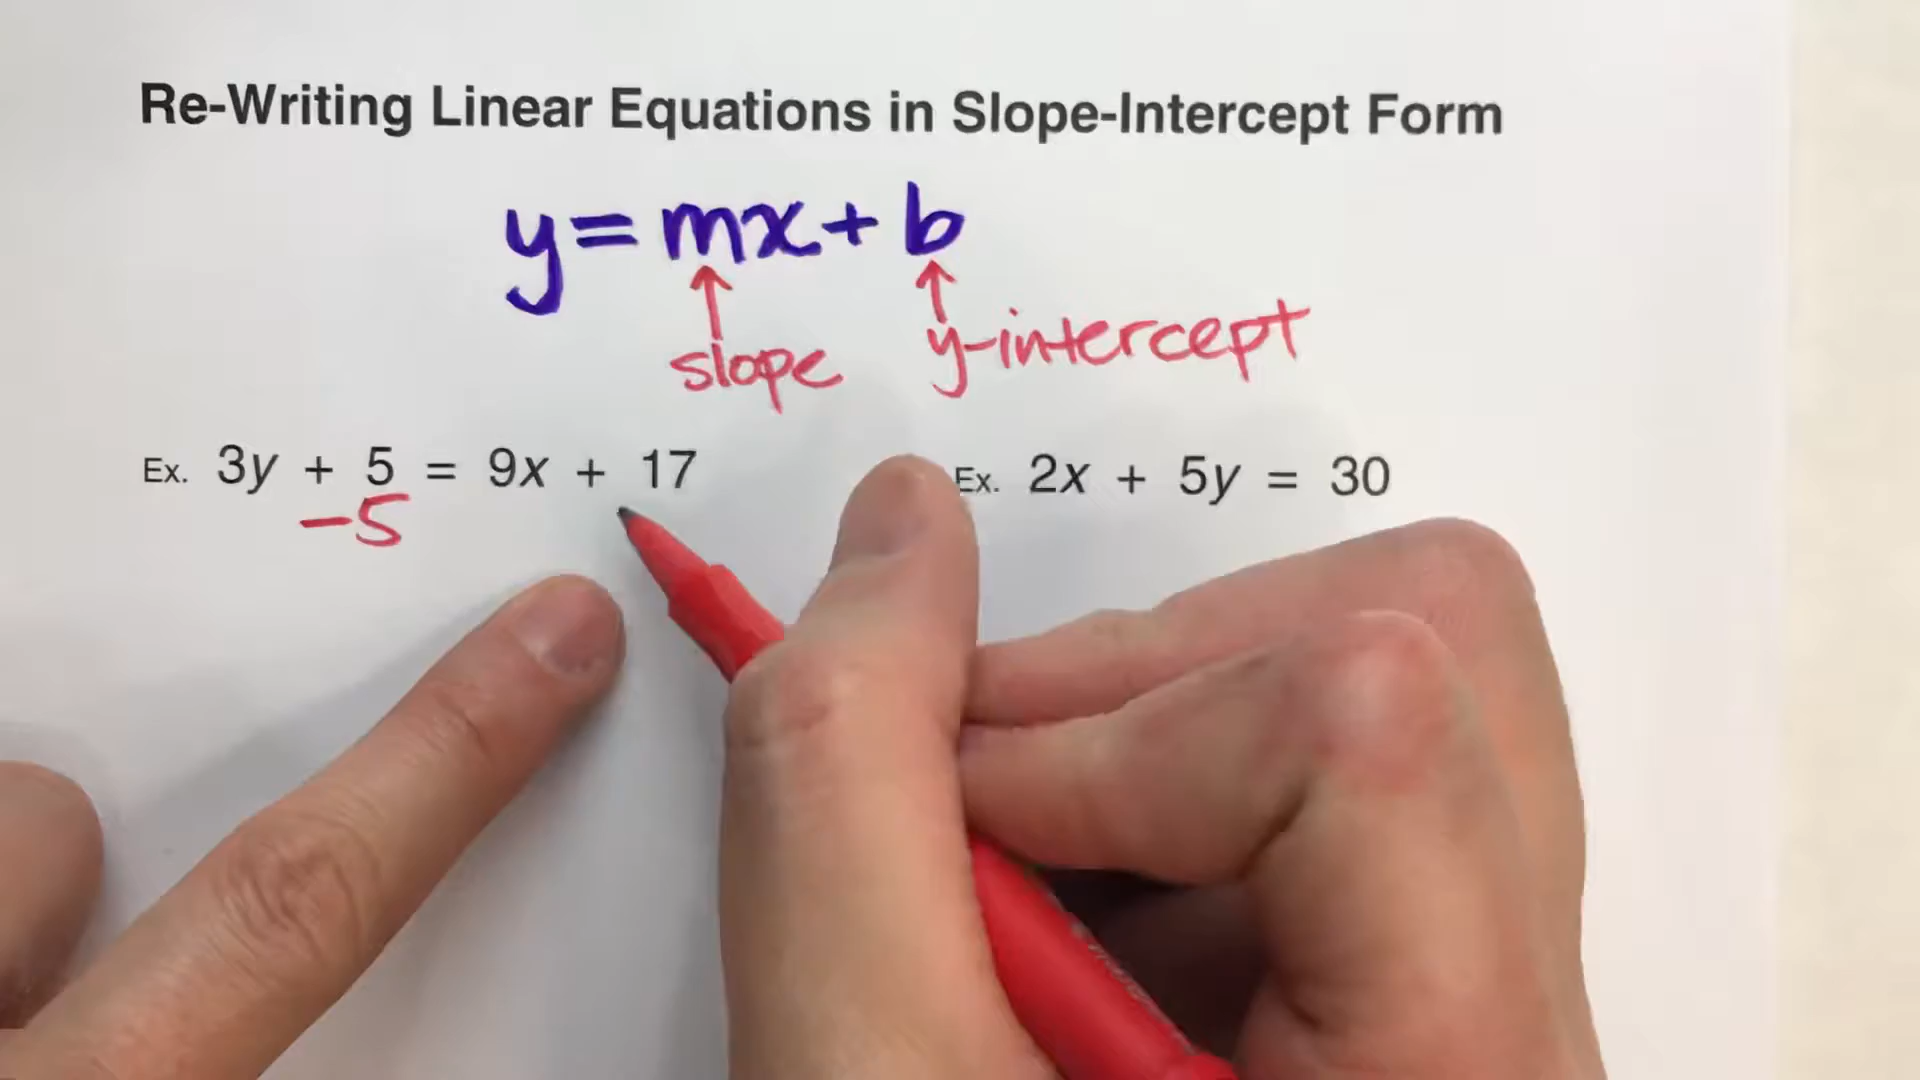 Re-Writing Linear Equations in Slope-Intercept Form
y = mx + b
slope
y-intercept
Ex. 3y + 5 = 9x + 17
-5
Ex. 2x + 5y = 30